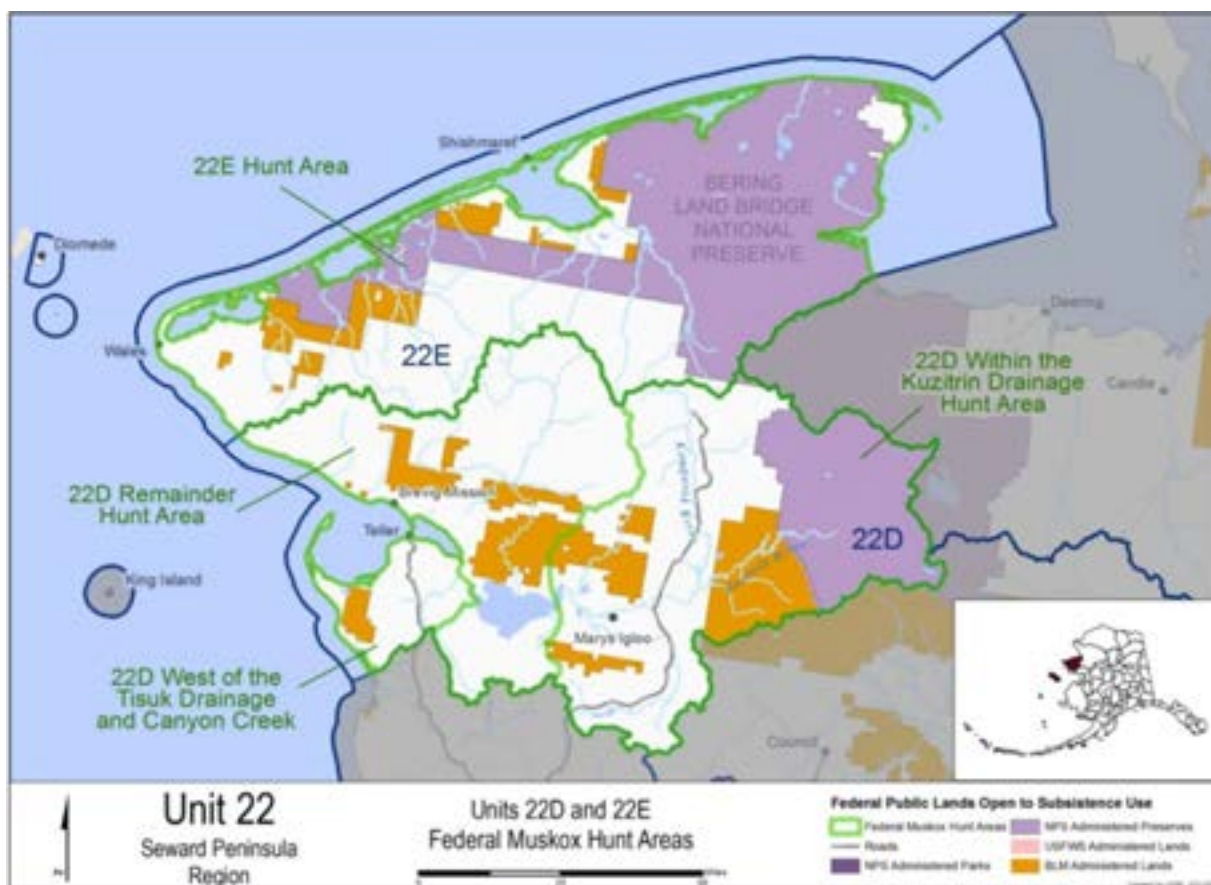 Shishmaref
22E Hunt Area
BERING
LAND BRIDGE
NATIONAL
PRESERVE
Diomede
Deering
Wales
22E
22D Within the
Kuzitrin Drainage
Hunt Area
Candle
22D Remainder
Hunt Area
Brevig Mission
Teller
22D
King Island
Marys Igloo
22D West of the
Tisuk Drainage
and Canyon Creek
Council
Unit 22
Seward Peninsula
Region
Units 22D and 22E
Federal Muskox Hunt Areas
Federal Public Lands Open to Subsistence Use
Federal Muskox Hunt Areas
Roads
NPS Administered Parks
NPS Administered Preserves
USFWS Administered Lands
BLM Administered Lands
0
Miles